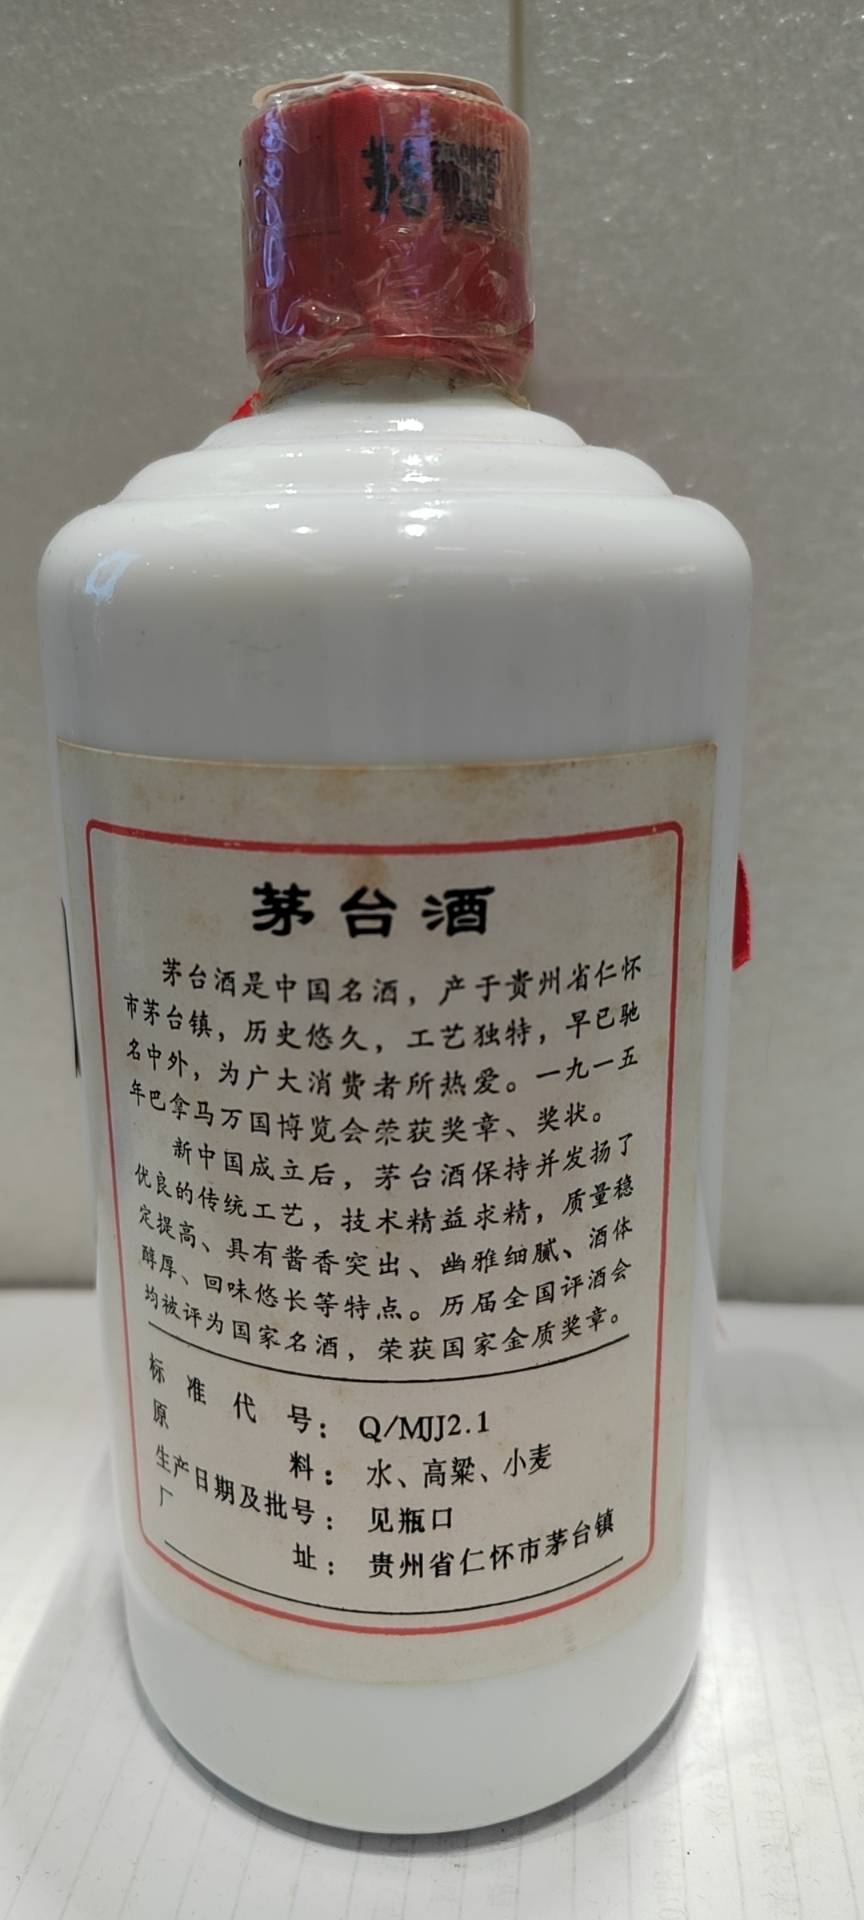 茅台
茅台酒
茅台酒是中国名酒，产于贵州省仁怀
市茅台镇，历史悠久，工艺独特，早已驰
名中外，为广大消费者所热爱。一九一五
年巴拿马万国博览会荣获奖章、奖状。
新中国成立后，茅台酒保持并发扬了
优良的传统工艺，技术精益求精，质量稳
定提高、具有酱香突出、幽雅细腻、酒体
醇厚、回味悠长等特点。历届全国评酒会
均被评为国家名酒，荣获国家金质奖章。
标准代号：Q/MJJ2.1
原料：水、高粱、小麦
生产日期及批号：见瓶口
厂址：贵州省仁怀市茅台镇